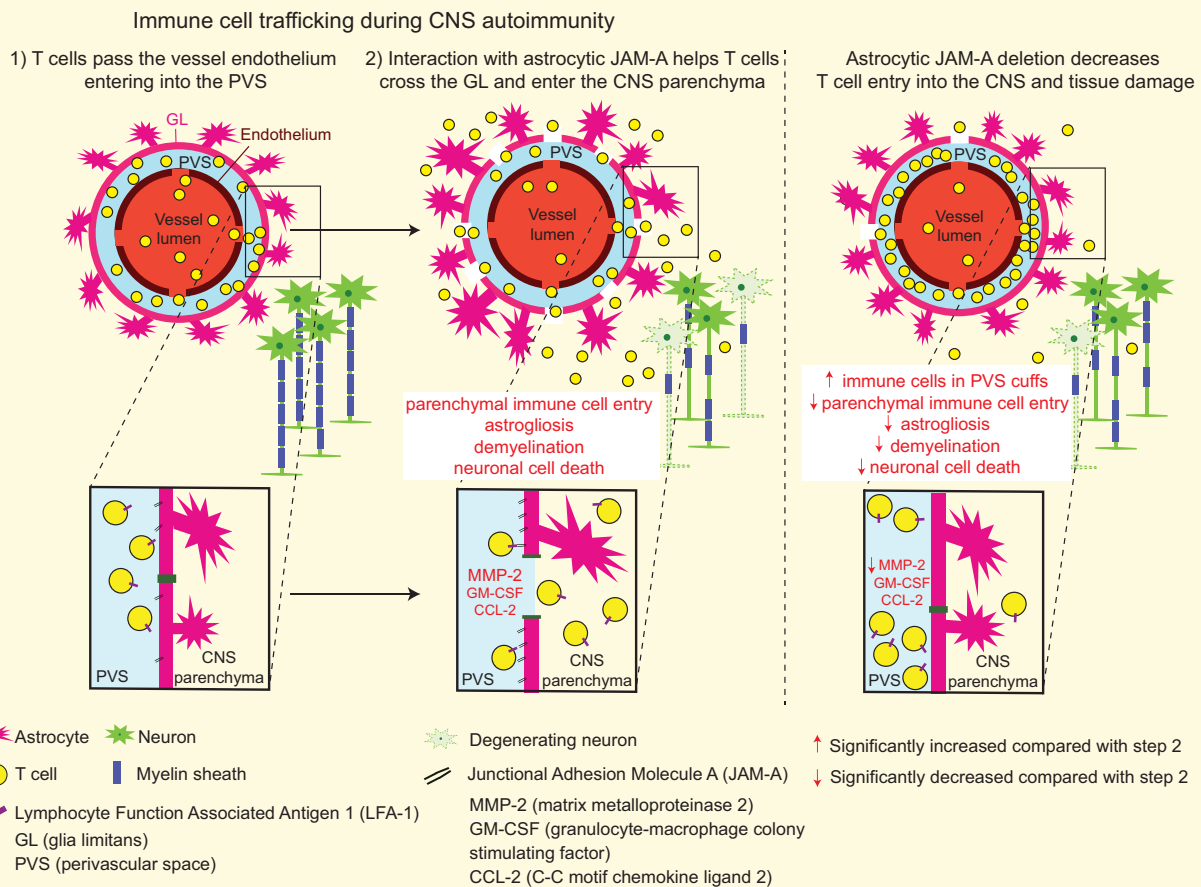 Immune cell trafficking during CNS autoimmunity
1) T cells pass the vessel endothelium
entering into the PVS
2) Interaction with astrocytic JAM-A helps T cells
cross the GL and enter the CNS parenchyma
Astrocytic JAM-A deletion decreases
T cell entry into the CNS and tissue damage
GL
Endothelium
PVS
Vessel
lumen
PVS
Vessel
lumen
PVS
Vessel
lumen
parenchymal immune cell entry
astrogliosis
demyelination
neuronal cell death
↑ immune cells in PVS cuffs
↓ parenchymal immune cell entry
↓ astrogliosis
↓ demyelination
↓ neuronal cell death
PVS
CNS
parenchyma
MMP-2
GM-CSF
CCL-2
PVS
CNS
parenchyma
↓ MMP-2
GM-CSF
CCL-2
PVS
CNS
parenchyma
Astrocyte
Neuron
T cell
Myelin sheath
Lymphocyte Function Associated Antigen 1 (LFA-1)
GL (glia limitans)
PVS (perivascular space)
Degenerating neuron
Junctional Adhesion Molecule A (JAM-A)
MMP-2 (matrix metalloproteinase 2)
GM-CSF (granulocyte-macrophage colony
stimulating factor)
CCL-2 (C-C motif chemokine ligand 2)
↑ Significantly increased compared with step 2
↓ Significantly decreased compared with step 2